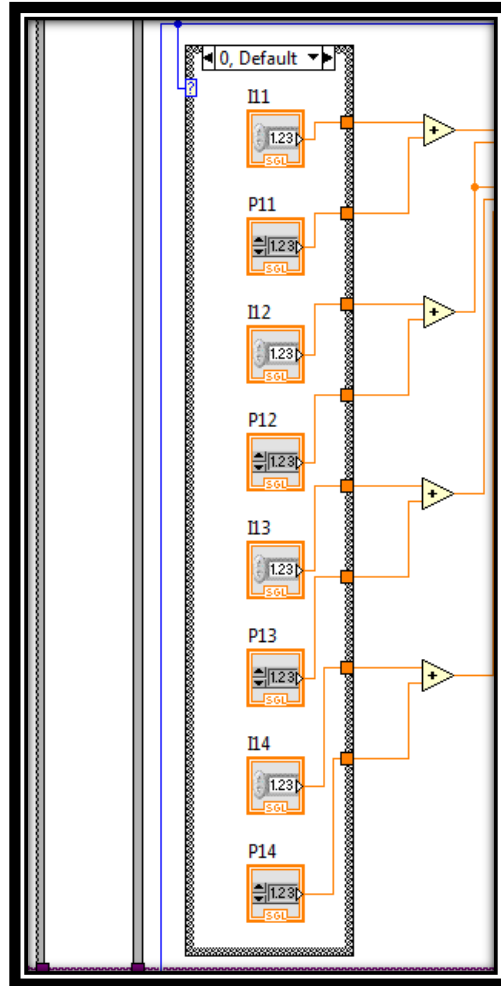 0, Default
?
I11
1.23
SGL
+
P11
1.23
SGL
I12
1.23
SGL
+
P12
1.23
SGL
I13
1.23
SGL
+
P13
1.23
SGL
I14
1.23
SGL
+
P14
1.23
SGL